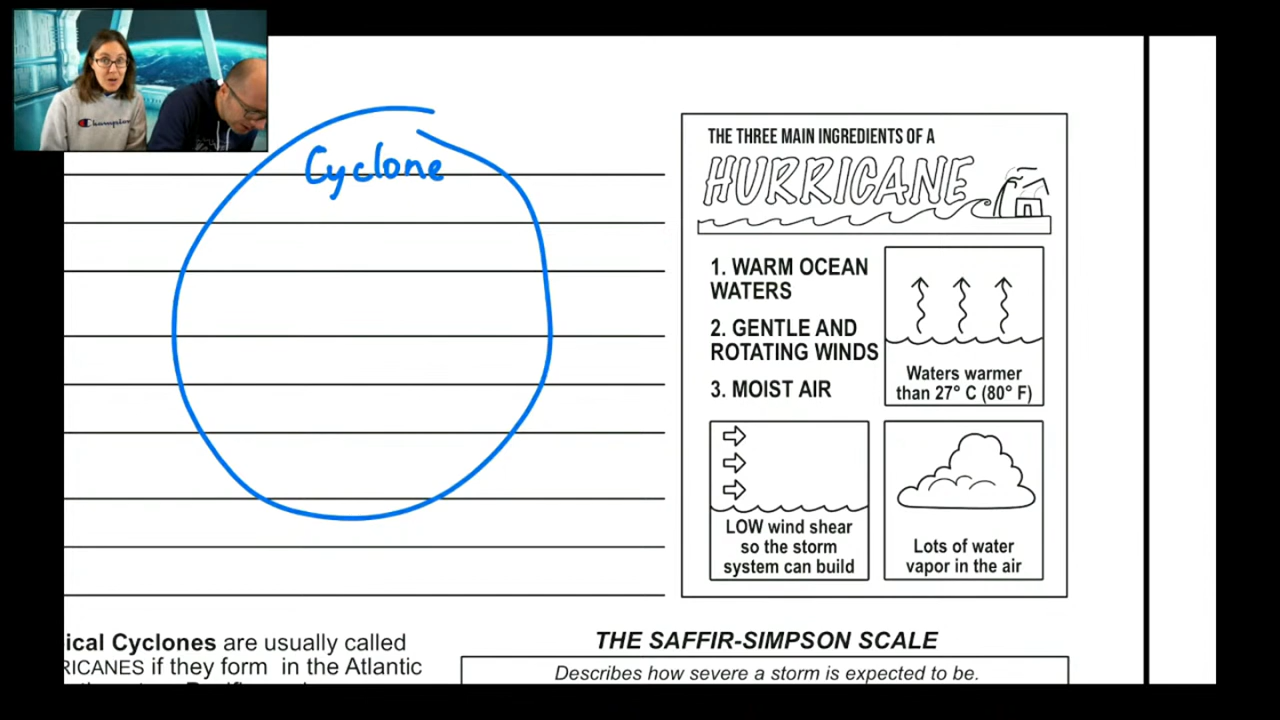 Champion
Cyclone
THE THREE MAIN INGREDIENTS OF A
HURRICANE
1. WARM OCEAN
WATERS
2. GENTLE AND
ROTATING WINDS
3. MOIST AIR
Waters warmer
than 27° C (80° F)
LOW wind shear
so the storm
system can build
Lots of water
vapor in the air
ical Cyclones are usually called
RICANES if they form in the Atlantic
THE SAFFIR-SIMPSON SCALE
Describes how severe a storm is expected to be.